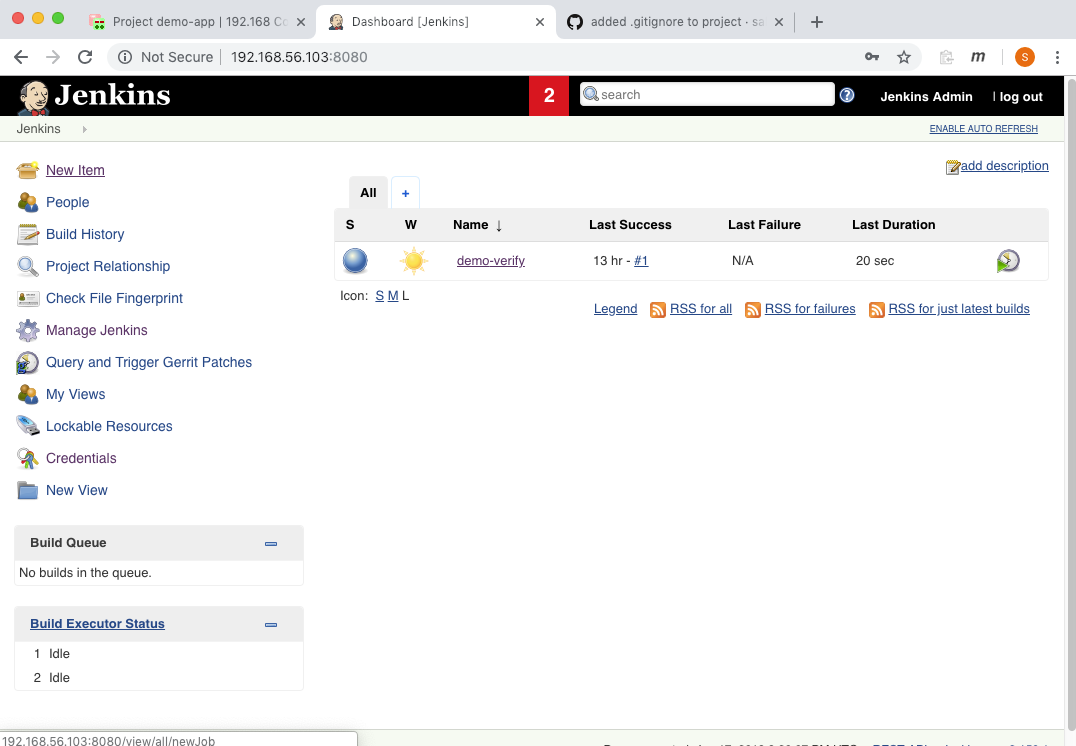 Project demo-app | 192.168 Co
Dashboard [Jenkins]
added .gitignore to project · sa
Not Secure | 192.168.56.103:8080
m
S
Jenkins
2
search
Jenkins Admin | log out
Jenkins
ENABLE AUTO REFRESH
New Item
People
Build History
Project Relationship
Check File Fingerprint
Manage Jenkins
Query and Trigger Gerrit Patches
My Views
Lockable Resources
Credentials
New View
Build Queue
No builds in the queue.
Build Executor Status
1 Idle
2 Idle
add description
All +
S W Name ↓ Last Success Last Failure Last Duration
demo-verify 13 hr - #1 N/A 20 sec
Icon: S M L
Legend RSS for all RSS for failures RSS for just latest builds
192.168.56.103:8080/view/all/newJob